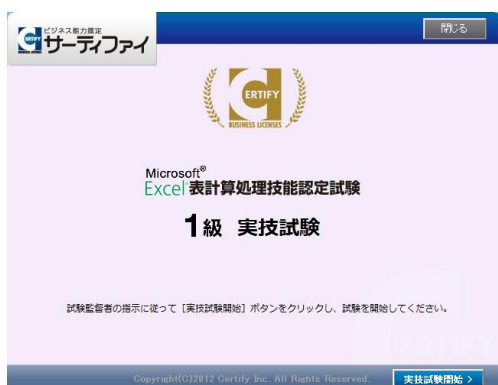 ビジネス能力認定
サーティファイ
閉じる
CERTIFY
BUSINESS LICENSES
Microsoft®
Excel®表計算処理技能認定試験
1級 実技試験
試験監督者の指示に従って［実技試験開始］ボタンをクリックし、試験を開始してください。
Copyright(C)2012 Certify Inc. All Rights Reserved.
実技試験開始 >